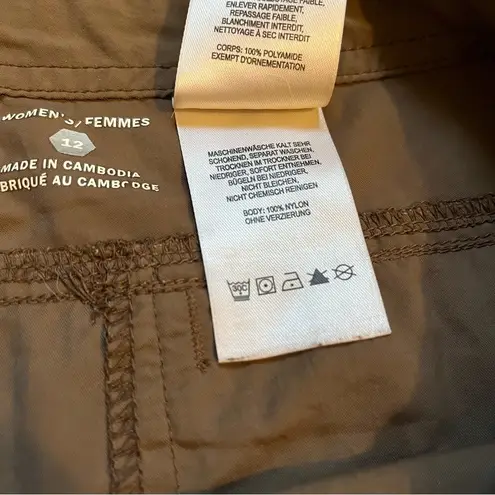 ENLEVER RAPIDEMENT,
REPASSAGE FAIBLE,
BLANCHIMENT INTERDIT,
NETTOYAGE À SEC INTERDIT
CORPS: 100% POLYAMIDE
EXEMPT D'ORNEMENTATION
WOMEN'S / FEMMES
12
MADE IN CAMBODIA
BRIQUÉ AU CAMBODGE
MASCHINENWÄSCHE KALT SEHR
SCHONEND, SEPARAT WASCHEN,
TROCKNEN IM TROCKNER BEI
NIEDRIGER, SOFORT ENTNEHMEN,
BÜGELN BEI NIEDRIGER,
NICHT BLEICHEN,
NICHT CHEMISCH REINIGEN
BODY: 100% NYLON
OHNE VERZIERUNG
30C